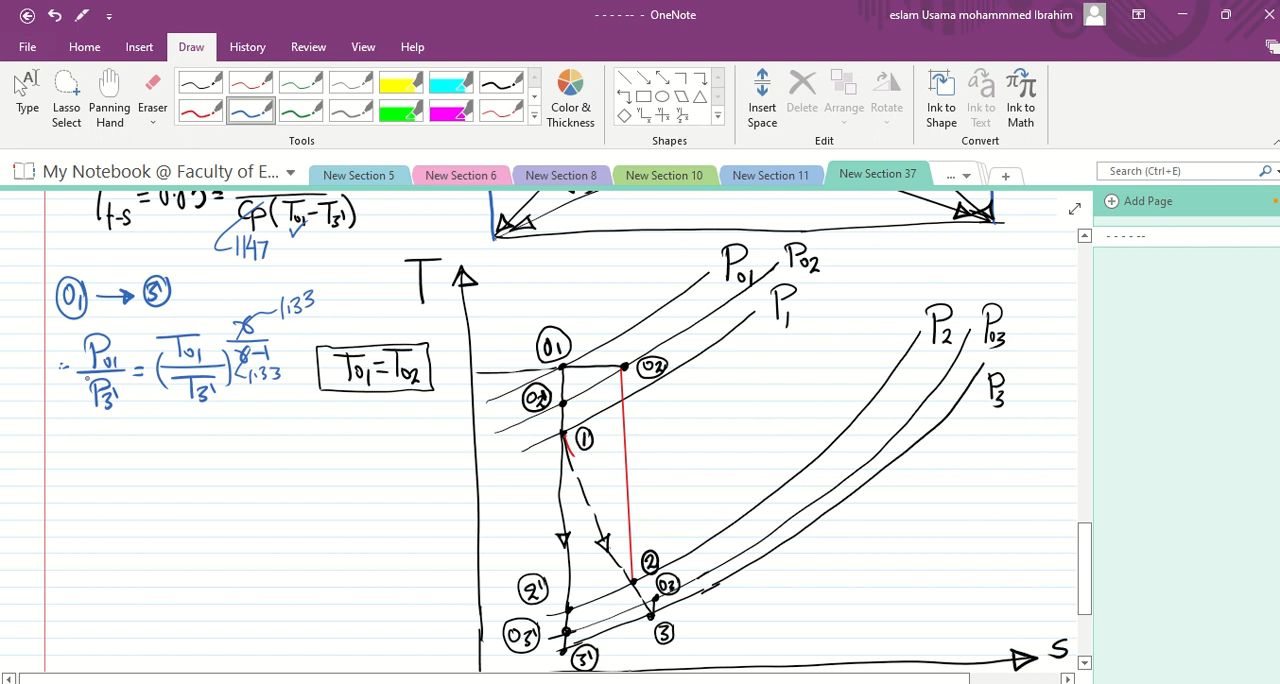 - - - - - - OneNote
eslam Usama mohammmed Ibrahim
File Home Insert Draw History Review View Help
Type
Lasso Select
Panning Hand
Eraser
Color & Thickness
Insert Space
Delete
Arrange
Rotate
Ink to Shape
Ink to Text
Ink to Math
Tools
Shapes
Edit
Convert
My Notebook @ Faculty of E...
New Section 5
New Section 6
New Section 8
New Section 10
New Section 11
New Section 37
...
Search (Ctrl+E)
Add Page
- - - - - -
t-s = 0.85 =
Cp(T01-T3')
1147
01 → 3'
∴ P01/P3' = (T01/T3')^(γ/γ-1)
1.33
1.33
T01 = T02
T
P01
P02
P1
P2
P03
P3
01
02
02'
1'
2
03
2'
03'
3
3'
S